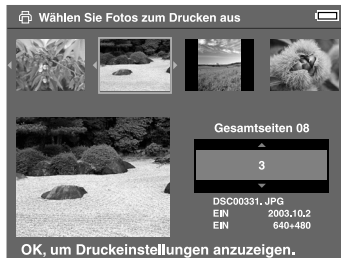 Wählen Sie Fotos zum Drucken aus
Gesamtseiten 08
3
DSC00331. JPG
EIN 2003.10.2
EIN 640+480
OK, um Druckeinstellungen anzuzeigen.